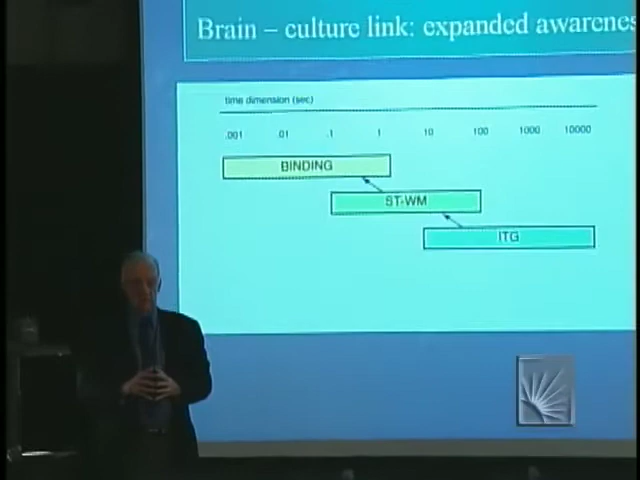 Brain – culture link: expanded awarenes
time dimension (sec)
.001 .01 .1 1 10 100 1000 10000
BINDING
ST-WM
ITG